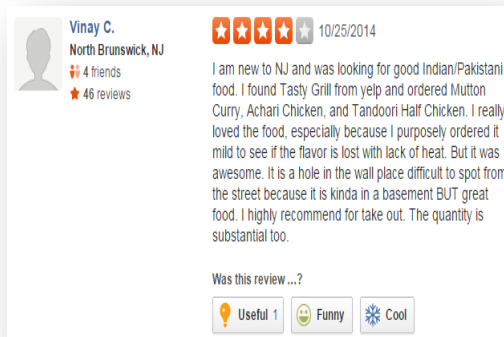 Vinay C.
North Brunswick, NJ
4 friends
46 reviews
10/25/2014
I am new to NJ and was looking for good Indian/Pakistani
food. I found Tasty Grill from yelp and ordered Mutton
Curry, Achari Chicken, and Tandoori Half Chicken. I really
loved the food, especially because I purposely ordered it
mild to see if the flavor is lost with lack of heat. But it was
awesome. It is a hole in the wall place difficult to spot from
the street because it is kinda in a basement BUT great
food. I highly recommend for take out. The quantity is
substantial too.
Was this review ...?
Useful 1 Funny Cool